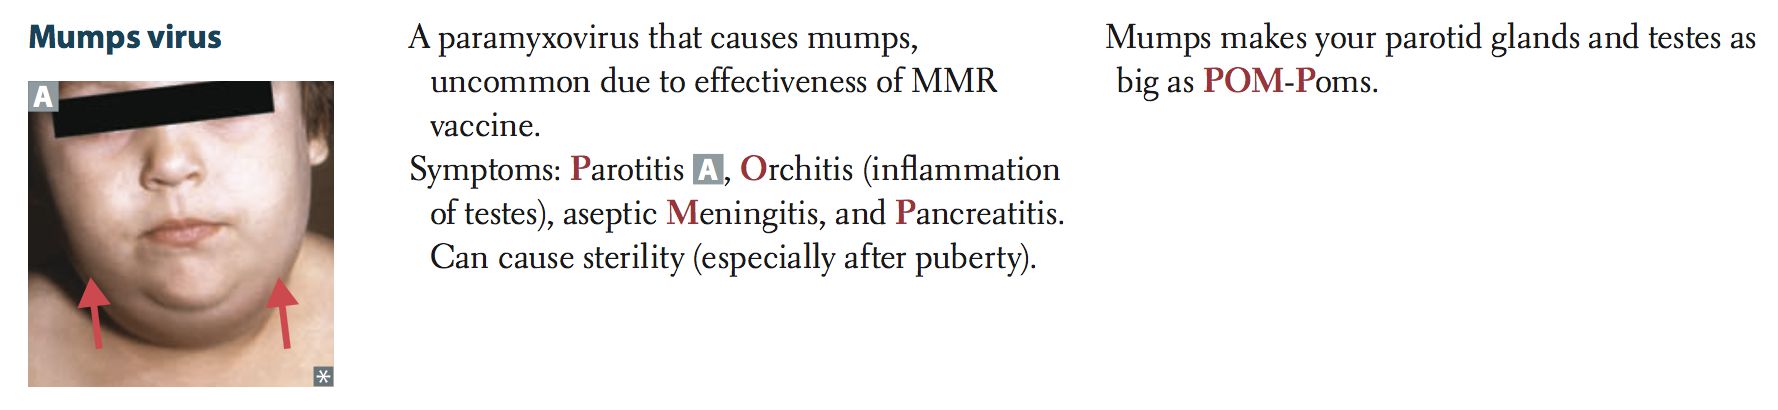 Mumps virus
A
*
A paramyxovirus that causes mumps,
uncommon due to effectiveness of MMR
vaccine.
Symptoms: Parotitis A, Orchitis (inflammation
of testes), aseptic Meningitis, and Pancreatitis.
Can cause sterility (especially after puberty).
Mumps makes your parotid glands and testes as
big as POM-Poms.